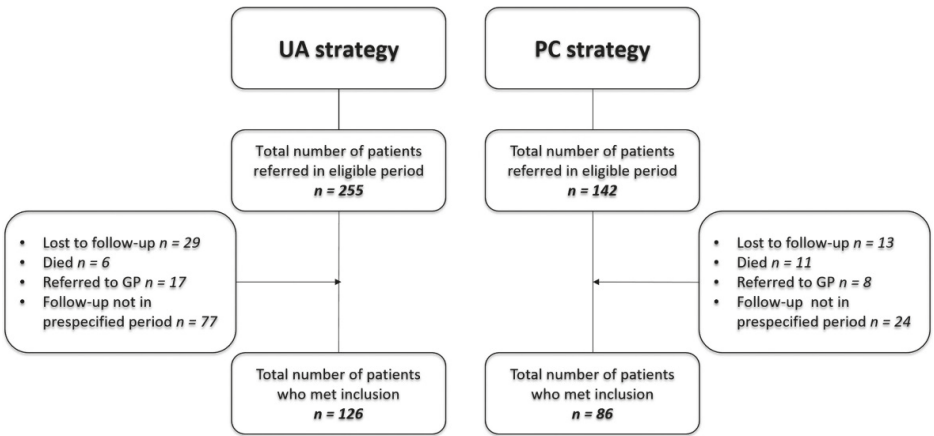 UA strategy
PC strategy
Total number of patients
referred in eligible period
n = 255
Total number of patients
referred in eligible period
n = 142
• Lost to follow-up n = 29
• Died n = 6
• Referred to GP n = 17
• Follow-up not in
prespecified period n = 77
• Lost to follow-up n = 13
• Died n = 11
• Referred to GP n = 8
• Follow-up not in
prespecified period n = 24
Total number of patients
who met inclusion
n = 126
Total number of patients
who met inclusion
n = 86